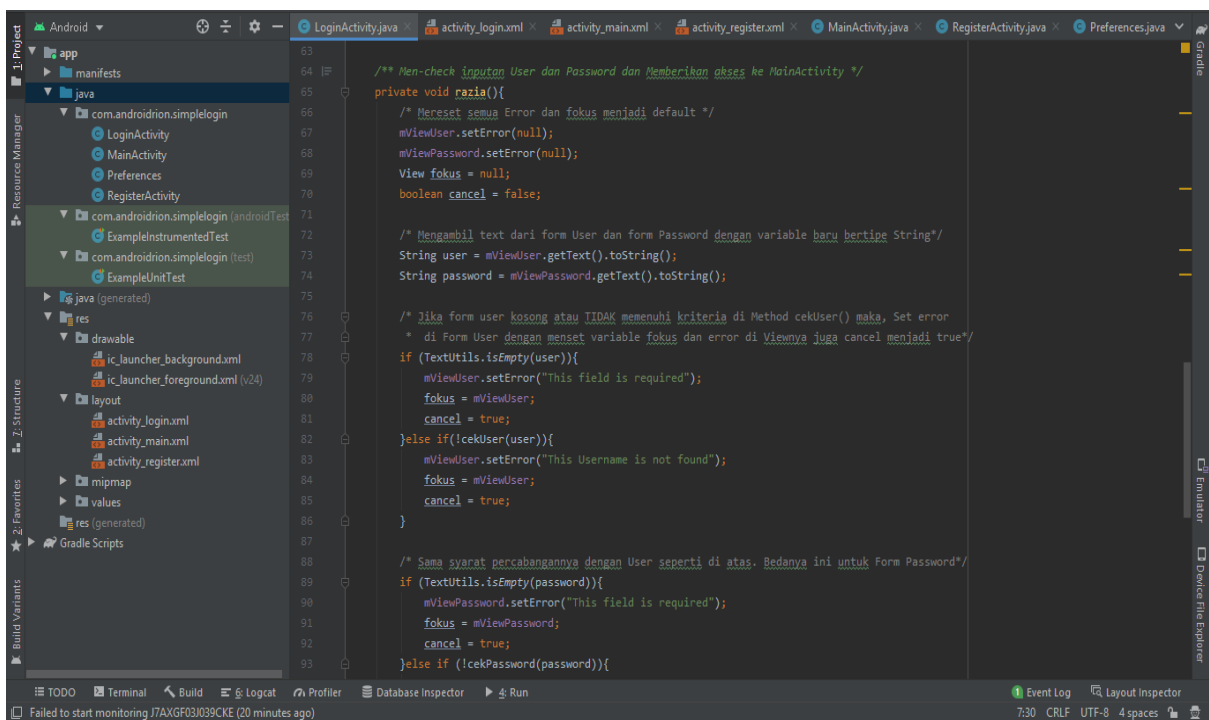 Android
LoginActivity.java
activity_login.xml
activity_main.xml
activity_register.xml
MainActivity.java
RegisterActivity.java
Preferences.java
1: Project
Resource Manager
7: Structure
2: Favorites
Build Variants
app
manifests
java
com.androidrion.simplelogin
LoginActivity
MainActivity
Preferences
RegisterActivity
com.androidrion.simplelogin (androidTest
ExampleInstrumentedTest
com.androidrion.simplelogin (test)
ExampleUnitTest
java (generated)
res
drawable
ic_launcher_background.xml
ic_launcher_foreground.xml (v24)
layout
activity_login.xml
activity_main.xml
activity_register.xml
mipmap
values
res (generated)
Gradle Scripts
63
64 /** Men-check inputan User dan Password dan Memberikan akses ke MainActivity */
65 private void razia(){
66 /* Mereset semua Error dan fokus menjadi default */
67 mViewUser.setError(null);
68 mViewPassword.setError(null);
69 View fokus = null;
70 boolean cancel = false;
71
72 /* Mengambil text dari form User dan form Password dengan variable baru bertipe String*/
73 String user = mViewUser.getText().toString();
74 String password = mViewPassword.getText().toString();
75
76 /* Jika form user kosong atau TIDAK memenuhi kriteria di Method cekUser() maka, Set error
77 * di Form User dengan menset variable fokus dan error di Viewnya juga cancel menjadi true*/
78 if (TextUtils.isEmpty(user)){
79 mViewUser.setError("This field is required");
80 fokus = mViewUser;
81 cancel = true;
82 }else if(!cekUser(user)){
83 mViewUser.setError("This Username is not found");
84 fokus = mViewUser;
85 cancel = true;
86 }
87
88 /* Sama syarat percabangannya dengan User seperti di atas. Bedanya ini untuk Form Password*/
89 if (TextUtils.isEmpty(password)){
90 mViewPassword.setError("This field is required");
91 fokus = mViewPassword;
92 cancel = true;
93 }else if (!cekPassword(password)){
Gradle
Emulator
Device File Explorer
TODO
Terminal
Build
6: Logcat
Profiler
Database Inspector
4: Run
1 Event Log
Layout Inspector
Failed to start monitoring J7AXGF03J039CKE (20 minutes ago)
7:30 CRLF UTF-8 4 spaces